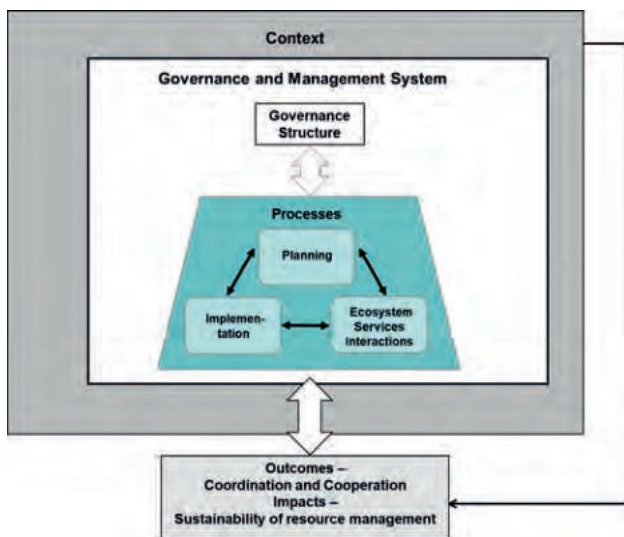 Context
Governance and Management System
Governance
Structure
Processes
Planning
Implemen-
tation
Ecosystem
Services
Interactions
Outcomes –
Coordination and Cooperation
Impacts –
Sustainability of resource management